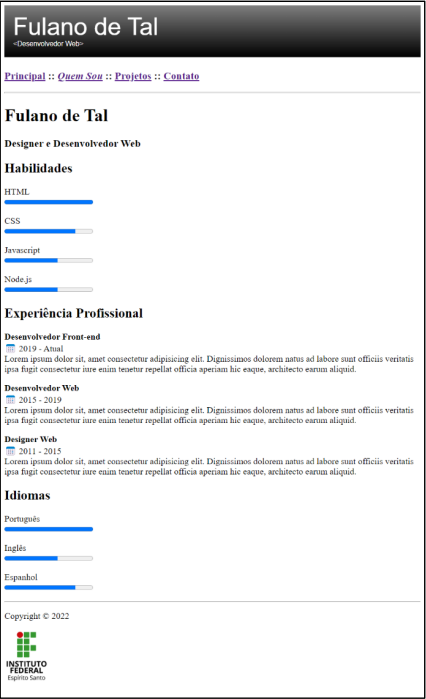 Fulano de Tal
<Desenvolvedor Web>
Principal :: Quem Sou :: Projetos :: Contato
Fulano de Tal
Designer e Desenvolvedor Web
Habilidades
HTML
CSS
Javascript
Node.js
Experiência Profissional
Desenvolvedor Front-end
2019 - Atual
Lorem ipsum dolor sit, amet consectetur adipisicing elit. Dignissimos dolorem natus ad labore sunt officiis veritatis
ipsa fugit consectetur iure enim tenetur repellat officia aperiam hic eaque, architecto earum aliquid.
Desenvolvedor Web
2015 - 2019
Lorem ipsum dolor sit, amet consectetur adipisicing elit. Dignissimos dolorem natus ad labore sunt officiis veritatis
ipsa fugit consectetur iure enim tenetur repellat officia aperiam hic eaque, architecto earum aliquid.
Designer Web
2011 - 2015
Lorem ipsum dolor sit, amet consectetur adipisicing elit. Dignissimos dolorem natus ad labore sunt officiis veritatis
ipsa fugit consectetur iure enim tenetur repellat officia aperiam hic eaque, architecto earum aliquid.
Idiomas
Português
Inglês
Espanhol
Copyright © 2022
INSTITUTO
FEDERAL
Espírito Santo